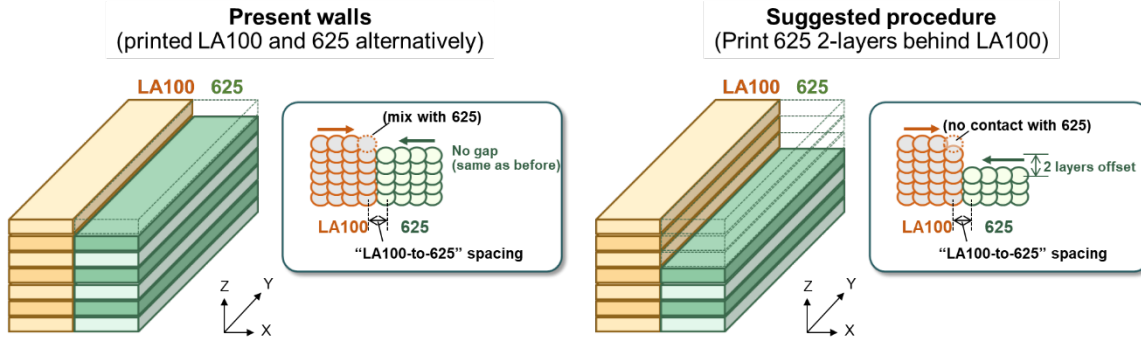 Present walls
(printed LA100 and 625 alternatively)
LA100 625
(mix with 625)
No gap
(same as before)
LA100 625
“LA100-to-625” spacing
Z
Y
X
Suggested procedure
(Print 625 2-layers behind LA100)
LA100 625
(no contact with 625)
2 layers offset
LA100 625
“LA100-to-625” spacing
Z
Y
X